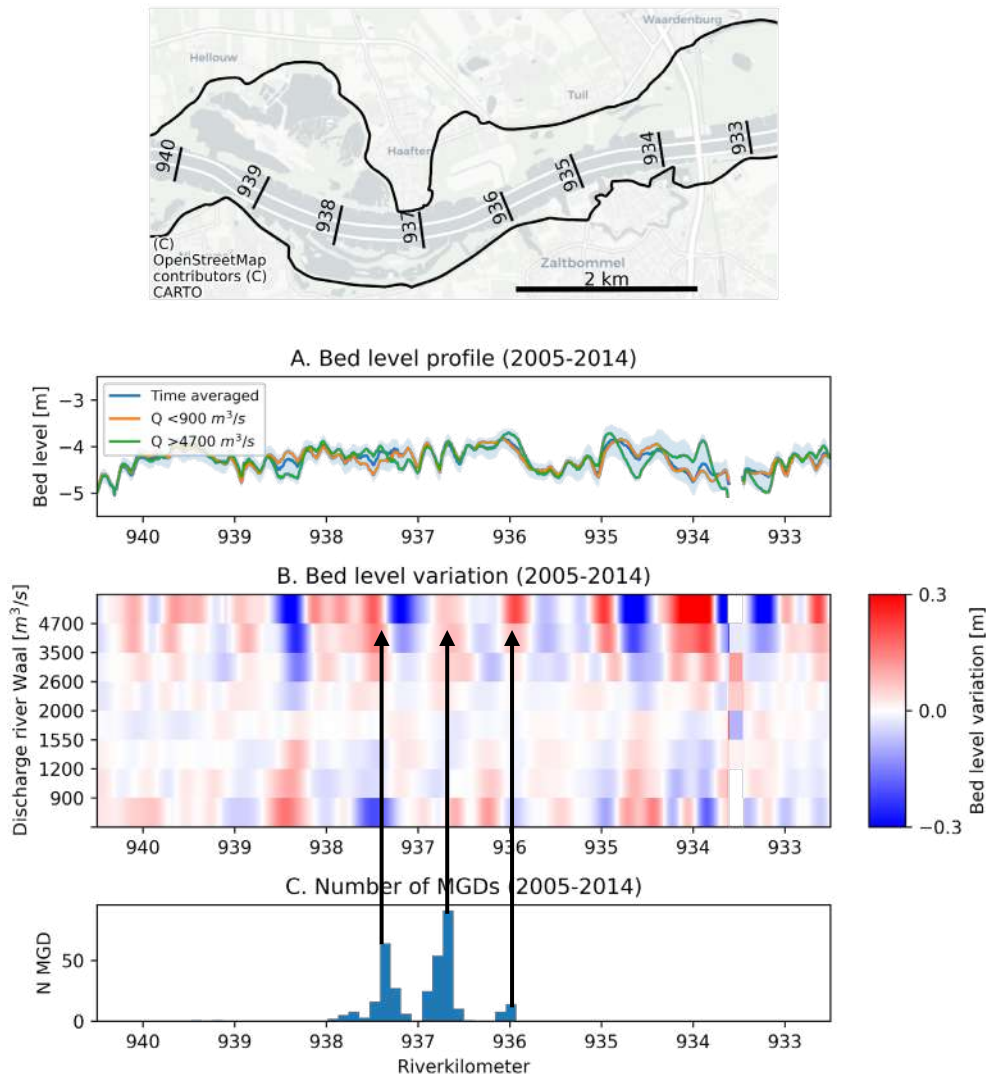 Waardenburg
Hellouw
Tuil
Haaften
940
939
938
937
936
935
934
933
Zaltbommel
2 km
(C)
OpenStreetMap
contributors (C)
CARTO
A. Bed level profile (2005-2014)
Bed level [m]
−3
−4
−5
Time averaged
Q <900 m³/s
Q >4700 m³/s
940 939 938 937 936 935 934 933
B. Bed level variation (2005-2014)
Discharge river Waal [m³/s]
4700
3500
2600
2000
1550
1200
900
940 939 938 937 936 935 934 933
0.3
0.0
−0.3
Bed level variation [m]
C. Number of MGDs (2005-2014)
N MGD
50
0
940 939 938 937 936 935 934 933
Riverkilometer